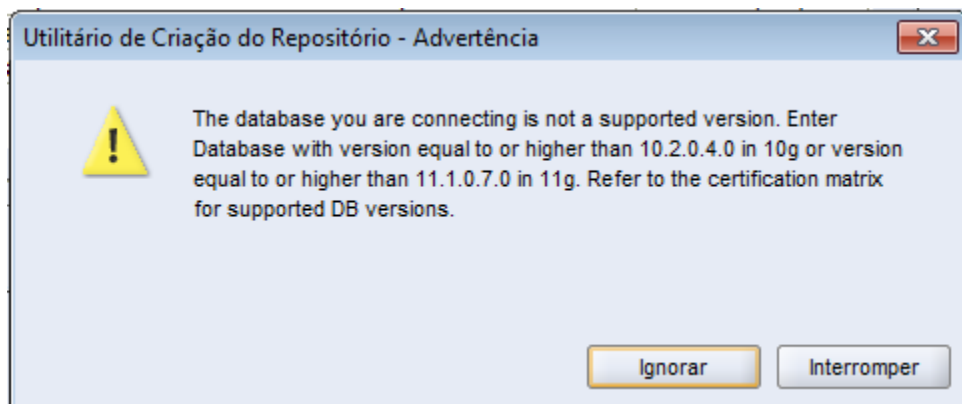 Utilitário de Criação do Repositório - Advertência
The database you are connecting is not a supported version. Enter
Database with version equal to or higher than 10.2.0.4.0 in 10g or version
equal to or higher than 11.1.0.7.0 in 11g. Refer to the certification matrix
for supported DB versions.
Ignorar
Interromper